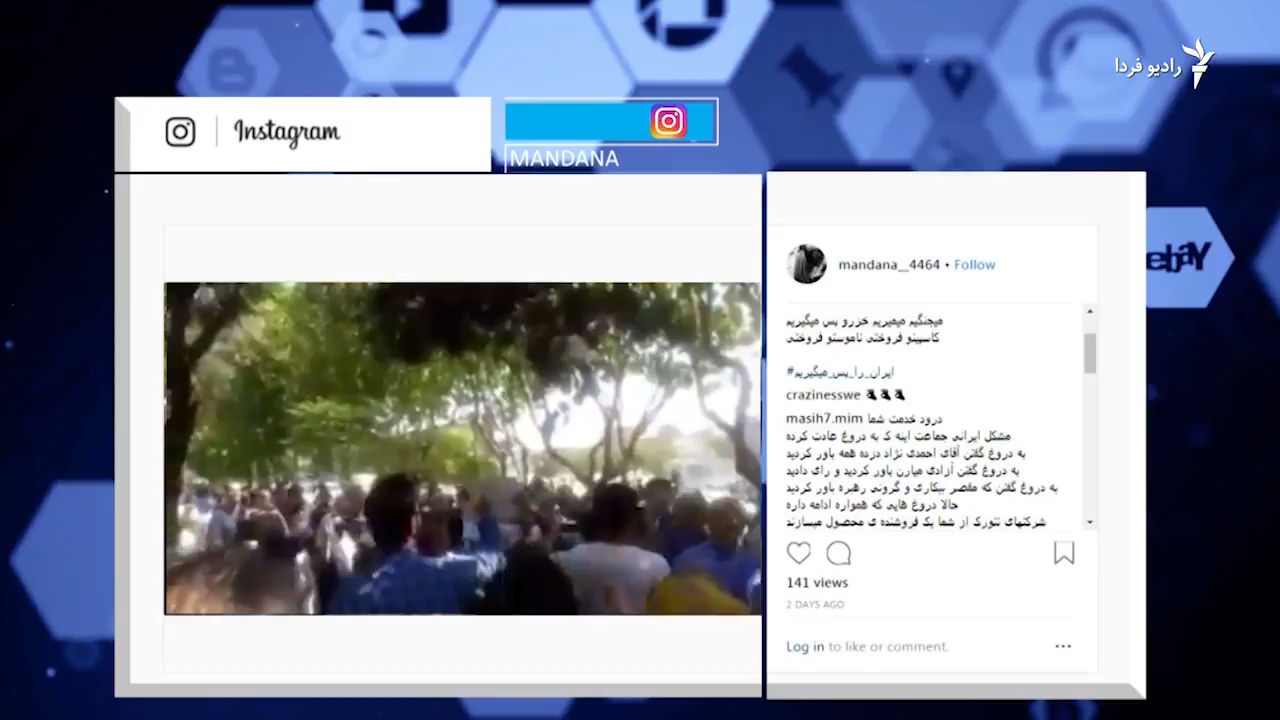 رادیو فردا
Instagram
MANDANA
ebay
mandana__4464 • Follow
میجنگیم میمیریم خزرو پس میگیریم
کاسپینو فروختی ناموستو فروختی
#ایران_را_پس_میگیریم
crazinesswe
masih7.mim درود خدمت شما
مشکل ایرانی جماعت اینه ک به دروغ عادت کرده
به دروغ گفتن آقای احمدی نژاد دزده همه باور کردید
به دروغ گفتن آزادی میارن باور کردید و رای دادید
به دروغ گفتن که مقصر بیکاری و گرونی رهبره باور کردید
حالا دروغ هایی که همواره ادامه داره
شرکتهای نتورک از شما یک فروشنده ی محصول میسازند
141 views
2 DAYS AGO
Log in to like or comment.